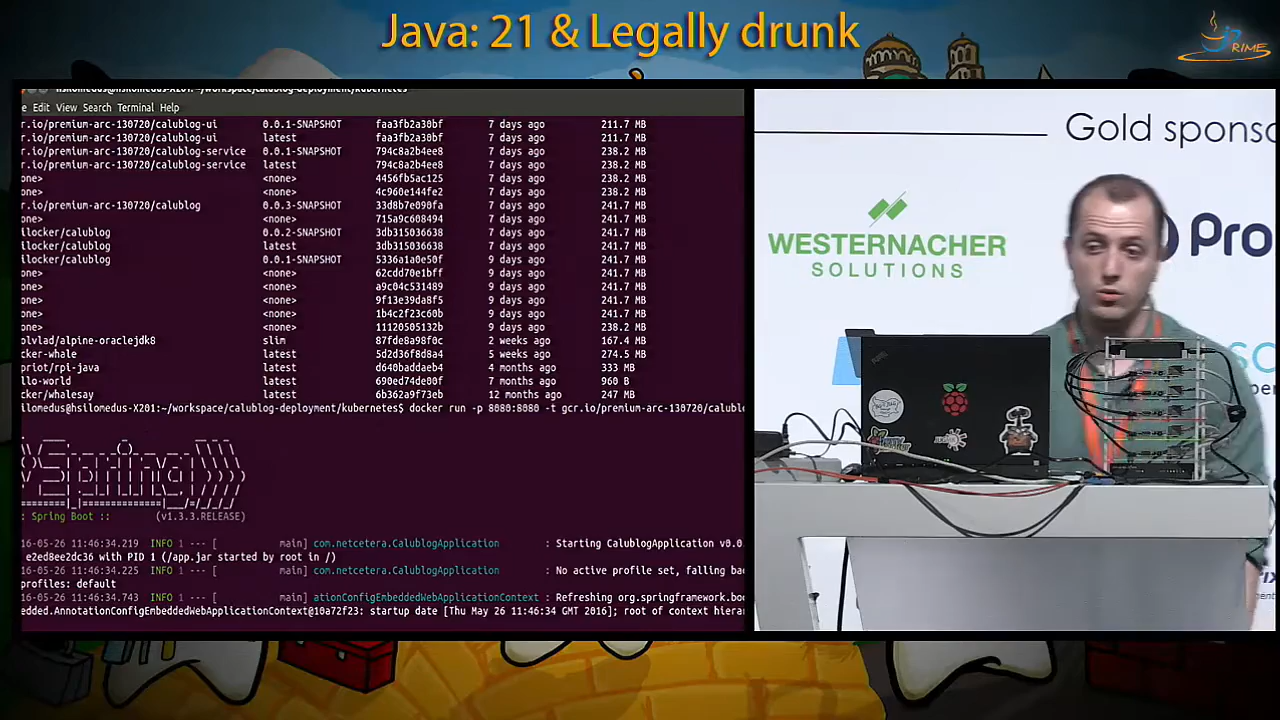 Java: 21 & Legally drunk
PRIME
hsilomedus@hsilomedus-X201: ~/workspace/calublog-deployment/kubernetes
e Edit View Search Terminal Help
r.io/premium-arc-130720/calublog-ui 0.0.1-SNAPSHOT faa3fb2a30bf 7 days ago 211.7 MB
r.io/premium-arc-130720/calublog-ui latest faa3fb2a30bf 7 days ago 211.7 MB
r.io/premium-arc-130720/calublog-service 0.0.1-SNAPSHOT 794c8a2b4ee8 7 days ago 238.2 MB
r.io/premium-arc-130720/calublog-service latest 794c8a2b4ee8 7 days ago 238.2 MB
one> <none> 4456fb5ac125 7 days ago 238.2 MB
one> <none> 4c960e144fe2 7 days ago 238.2 MB
r.io/premium-arc-130720/calublog 0.0.3-SNAPSHOT 33d8b7e090fa 7 days ago 241.7 MB
one> <none> 715a9c608494 7 days ago 241.7 MB
ilocker/calublog 0.0.2-SNAPSHOT 3db315036638 7 days ago 241.7 MB
ilocker/calublog latest 3db315036638 7 days ago 241.7 MB
ilocker/calublog 0.0.1-SNAPSHOT 5336a1a0e50f 9 days ago 241.7 MB
one> <none> 62cdd70e1bff 9 days ago 241.7 MB
one> <none> a9c04c531489 9 days ago 241.7 MB
one> <none> 9f13e39da8f5 9 days ago 241.7 MB
one> <none> 1b4c2f23c60b 9 days ago 241.7 MB
one> <none> 11120505132b 9 days ago 238.2 MB
olvlad/alpine-oraclejdk8 slim 87fde8a98f0c 2 weeks ago 167.4 MB
cker-whale latest 5d2d36f8d8a4 5 weeks ago 274.5 MB
priot/rpi-java latest d640baddaeb4 4 months ago 333 MB
llo-world latest 690ed74de00f 7 months ago 960 B
cker/whalesay latest 6b362a9f73eb 12 months ago 247 MB
silomedus@hsilomedus-X201:~/workspace/calublog-deployment/kubernetes$ docker run -p 8080:8080 -t gcr.io/premium-arc-130720/caluble
Spring
: Spring Boot :: (v1.3.3.RELEASE)
16-05-26 11:46:34.219 INFO 1 --- [ main] com.netcetera.CalublogApplication : Starting CalublogApplication v0.0.
e2ed8ee2dc36 with PID 1 (/app.jar started by root in /)
16-05-26 11:46:34.225 INFO 1 --- [ main] com.netcetera.CalublogApplication : No active profile set, falling bac
profiles: default
16-05-26 11:46:34.743 INFO 1 --- [ main] ationConfigEmbeddedWebApplicationContext : Refreshing org.springframework.boo
edded.AnnotationConfigEmbeddedWebApplicationContext@10a72f23: startup date [Thu May 26 11:46:34 GMT 2016]; root of context hierar
Gold sponso
WESTERNACHER
SOLUTIONS
Pro